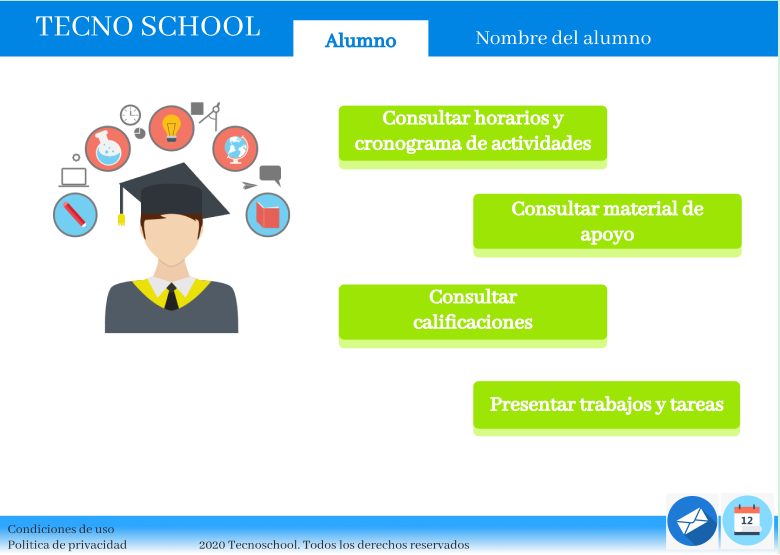 TECNO SCHOOL
Alumno
Nombre del alumno
Consultar horarios y
cronograma de actividades
Consultar material de
apoyo
Consultar
calificaciones
Presentar trabajos y tareas
12
Condiciones de uso
Politica de privacidad
2020 Tecnoschool. Todos los derechos reservados